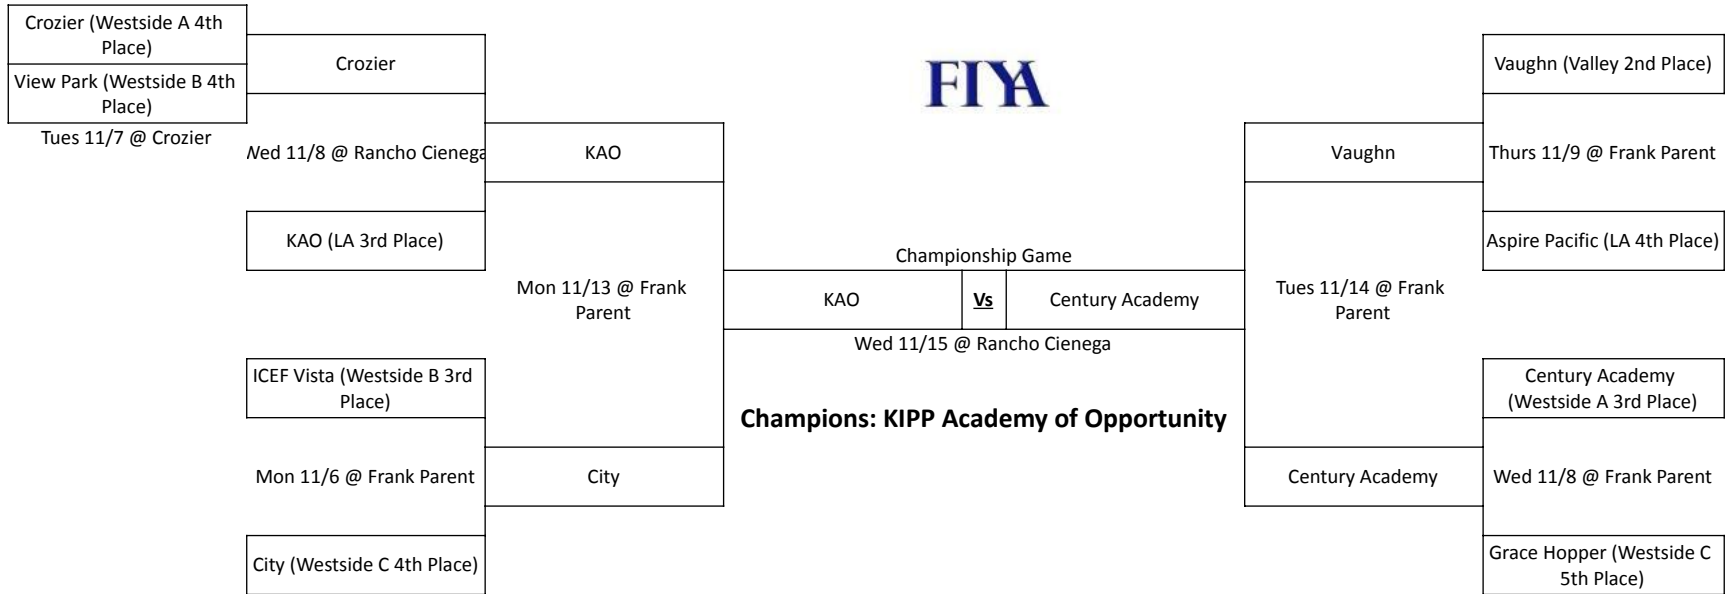 Crozier (Westside A 4th
Place)
View Park (Westside B 4th
Place)
Tues 11/7 @ Crozier
Crozier
Wed 11/8 @ Rancho Cienega
KAO (LA 3rd Place)
KAO
Mon 11/13 @ Frank
Parent
ICEF Vista (Westside B 3rd
Place)
Mon 11/6 @ Frank Parent
City (Westside C 4th Place)
City
FIYA
Championship Game
KAO
Vs
Century Academy
Wed 11/15 @ Rancho Cienega
Champions: KIPP Academy of Opportunity
Vaughn
Tues 11/14 @ Frank
Parent
Century Academy
Vaughn (Valley 2nd Place)
Thurs 11/9 @ Frank Parent
Aspire Pacific (LA 4th Place)
Century Academy
(Westside A 3rd Place)
Wed 11/8 @ Frank Parent
Grace Hopper (Westside C
5th Place)